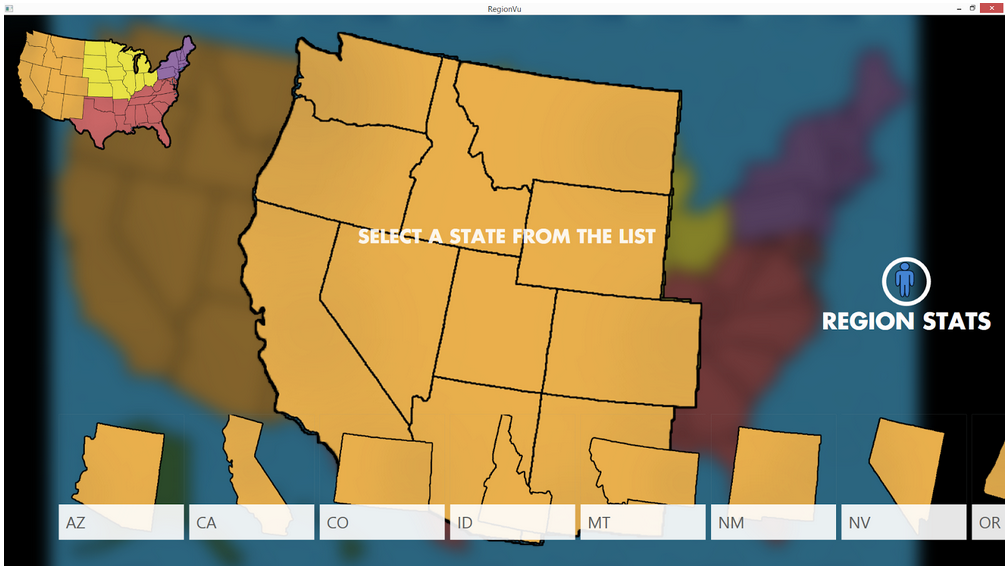 RegionVu
SELECT A STATE FROM THE LIST
REGION STATS
AZ
CA
CO
ID
MT
NM
NV
OR